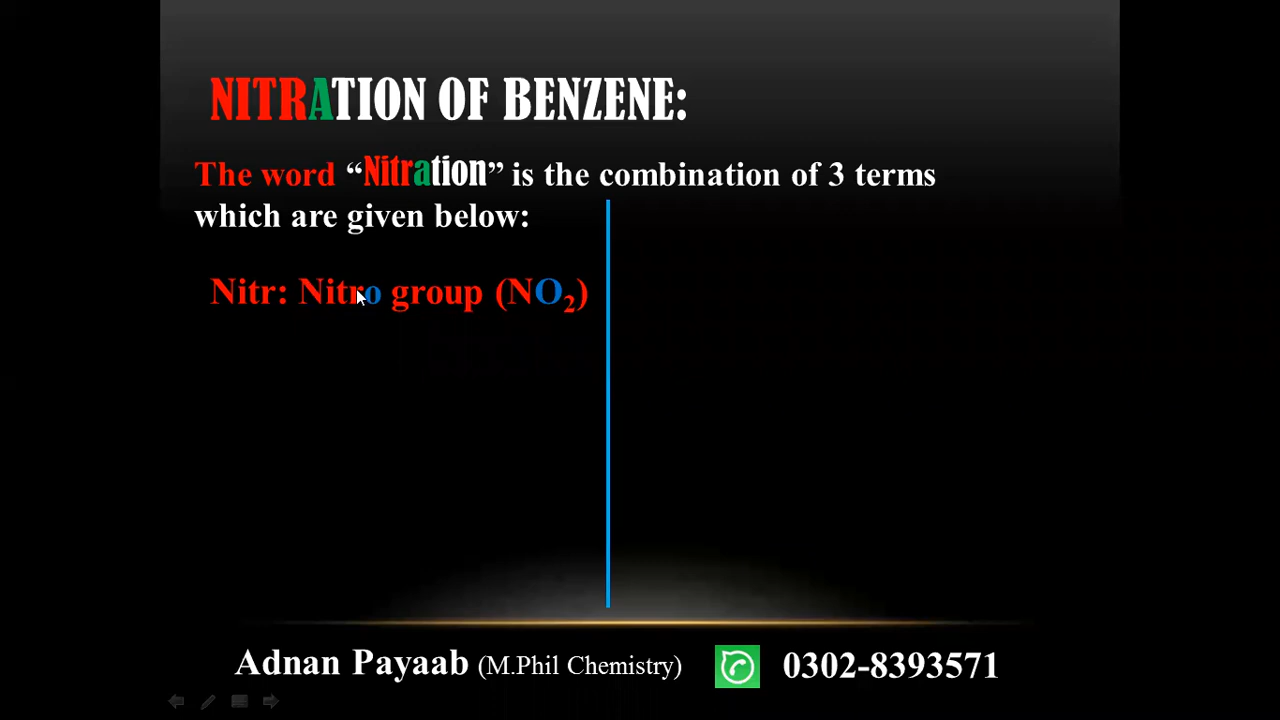 NITRATION OF BENZENE:
The word “Nitration” is the combination of 3 terms
which are given below:
Nitr: Nitro group (NO₂)
Adnan Payaab (M.Phil Chemistry) 0302-8393571